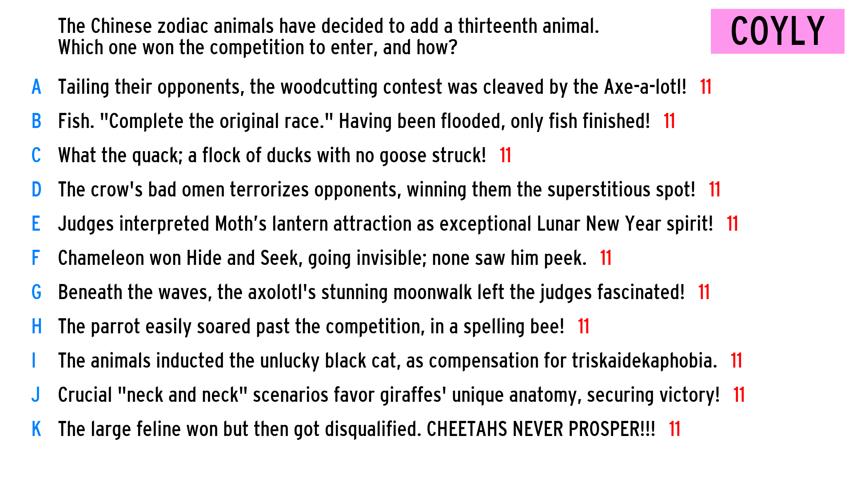 The Chinese zodiac animals have decided to add a thirteenth animal.
Which one won the competition to enter, and how?
COYLY
A Tailing their opponents, the woodcutting contest was cleaved by the Axe-a-lotl! 11
B Fish. "Complete the original race." Having been flooded, only fish finished! 11
C What the quack; a flock of ducks with no goose struck! 11
D The crow's bad omen terrorizes opponents, winning them the superstitious spot! 11
E Judges interpreted Moth's lantern attraction as exceptional Lunar New Year spirit! 11
F Chameleon won Hide and Seek, going invisible; none saw him peek. 11
G Beneath the waves, the axolotl's stunning moonwalk left the judges fascinated! 11
H The parrot easily soared past the competition, in a spelling bee! 11
I The animals inducted the unlucky black cat, as compensation for triskaidekaphobia. 11
J Crucial "neck and neck" scenarios favor giraffes' unique anatomy, securing victory! 11
K The large feline won but then got disqualified. CHEETAHS NEVER PROSPER!!! 11